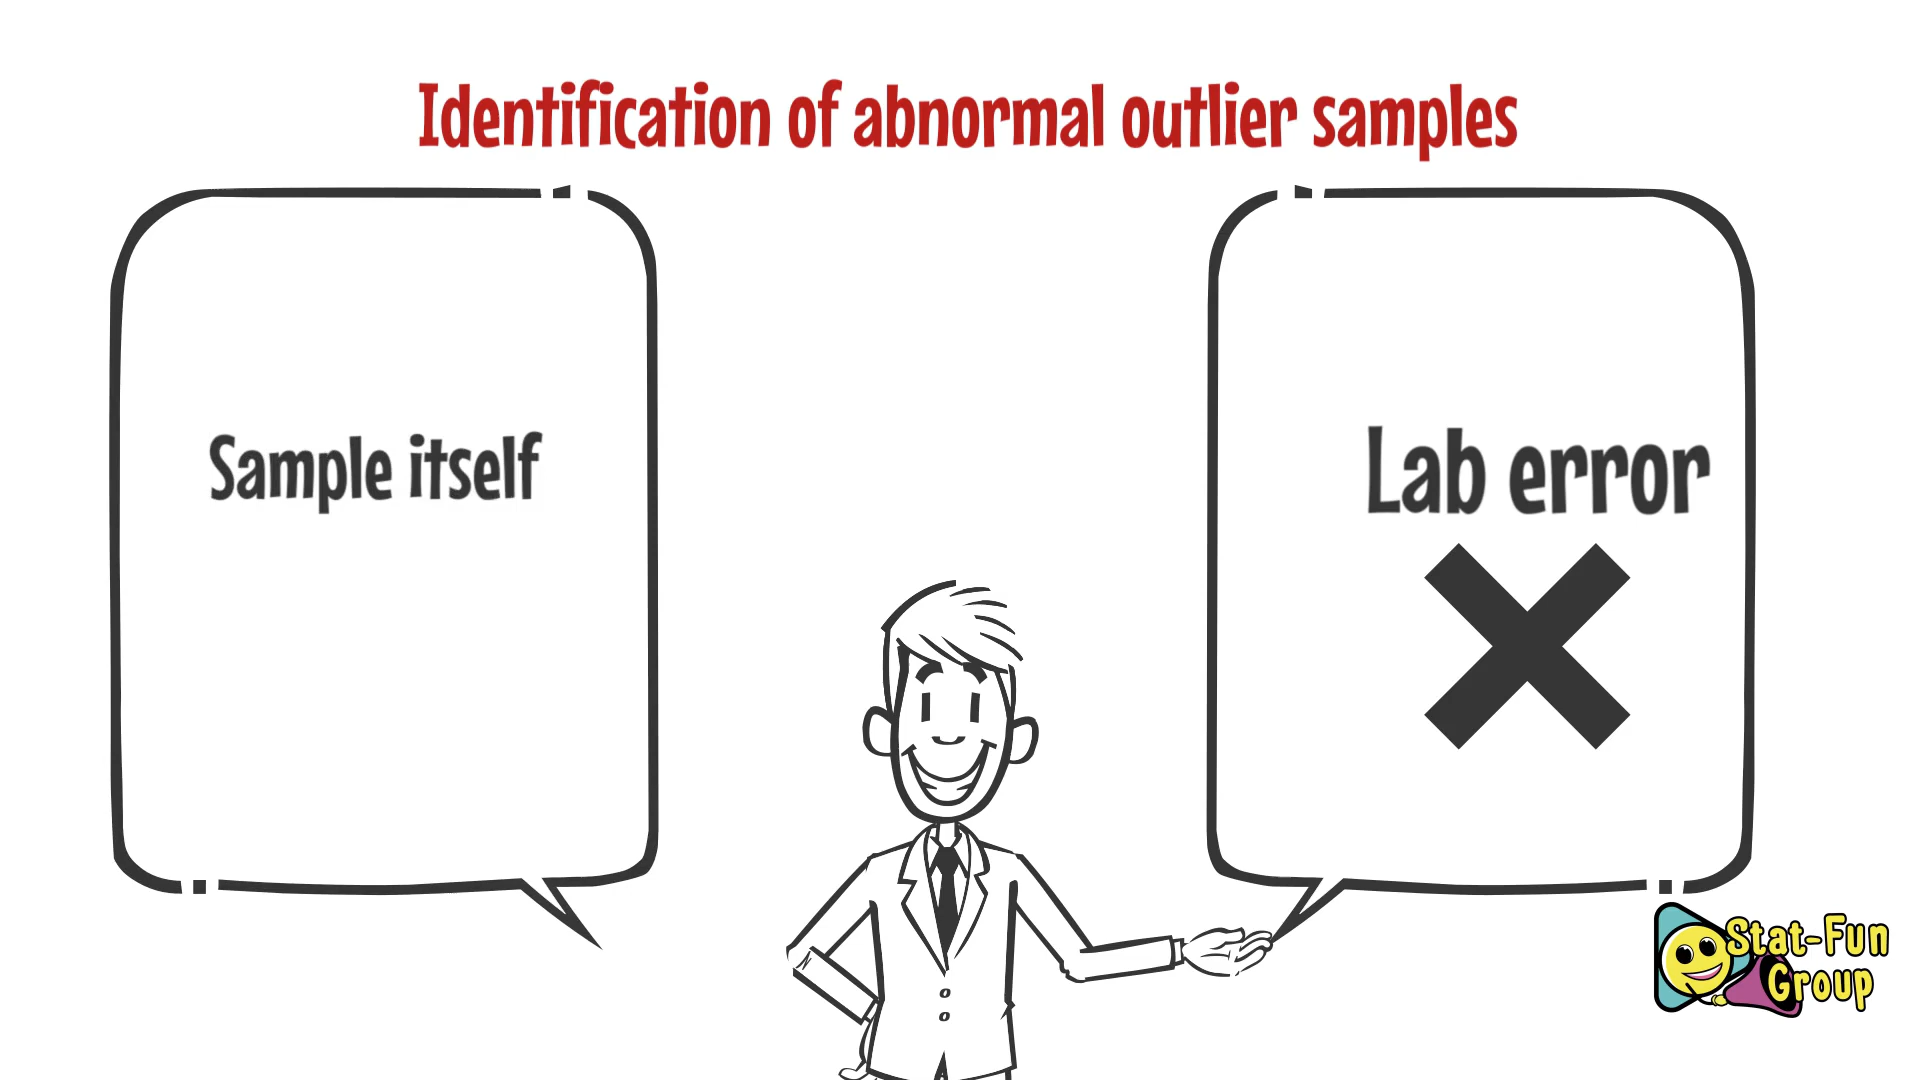 Identification of abnormal outlier samples
Sample itself
Lab error
Stat-Fun
Group